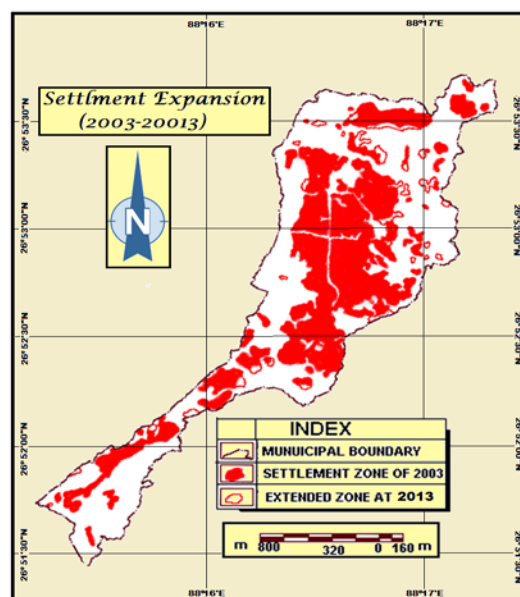 88°16'E 88°17'E
Settlment Expansion
(2003-20013)
N
26°53'30"N 26°53'30"N
26°53'00"N 26°53'00"N
26°52'30"N 26°52'30"N
26°52'00"N 26°52'00"N
26°51'30"N 26°51'30"N
INDEX
MUNUICIPAL BOUNDARY
SETTLEMENT ZONE OF 2003
EXTENDED ZONE AT 2013
m 800 320 0 160 m
88°16'E 88°17'E